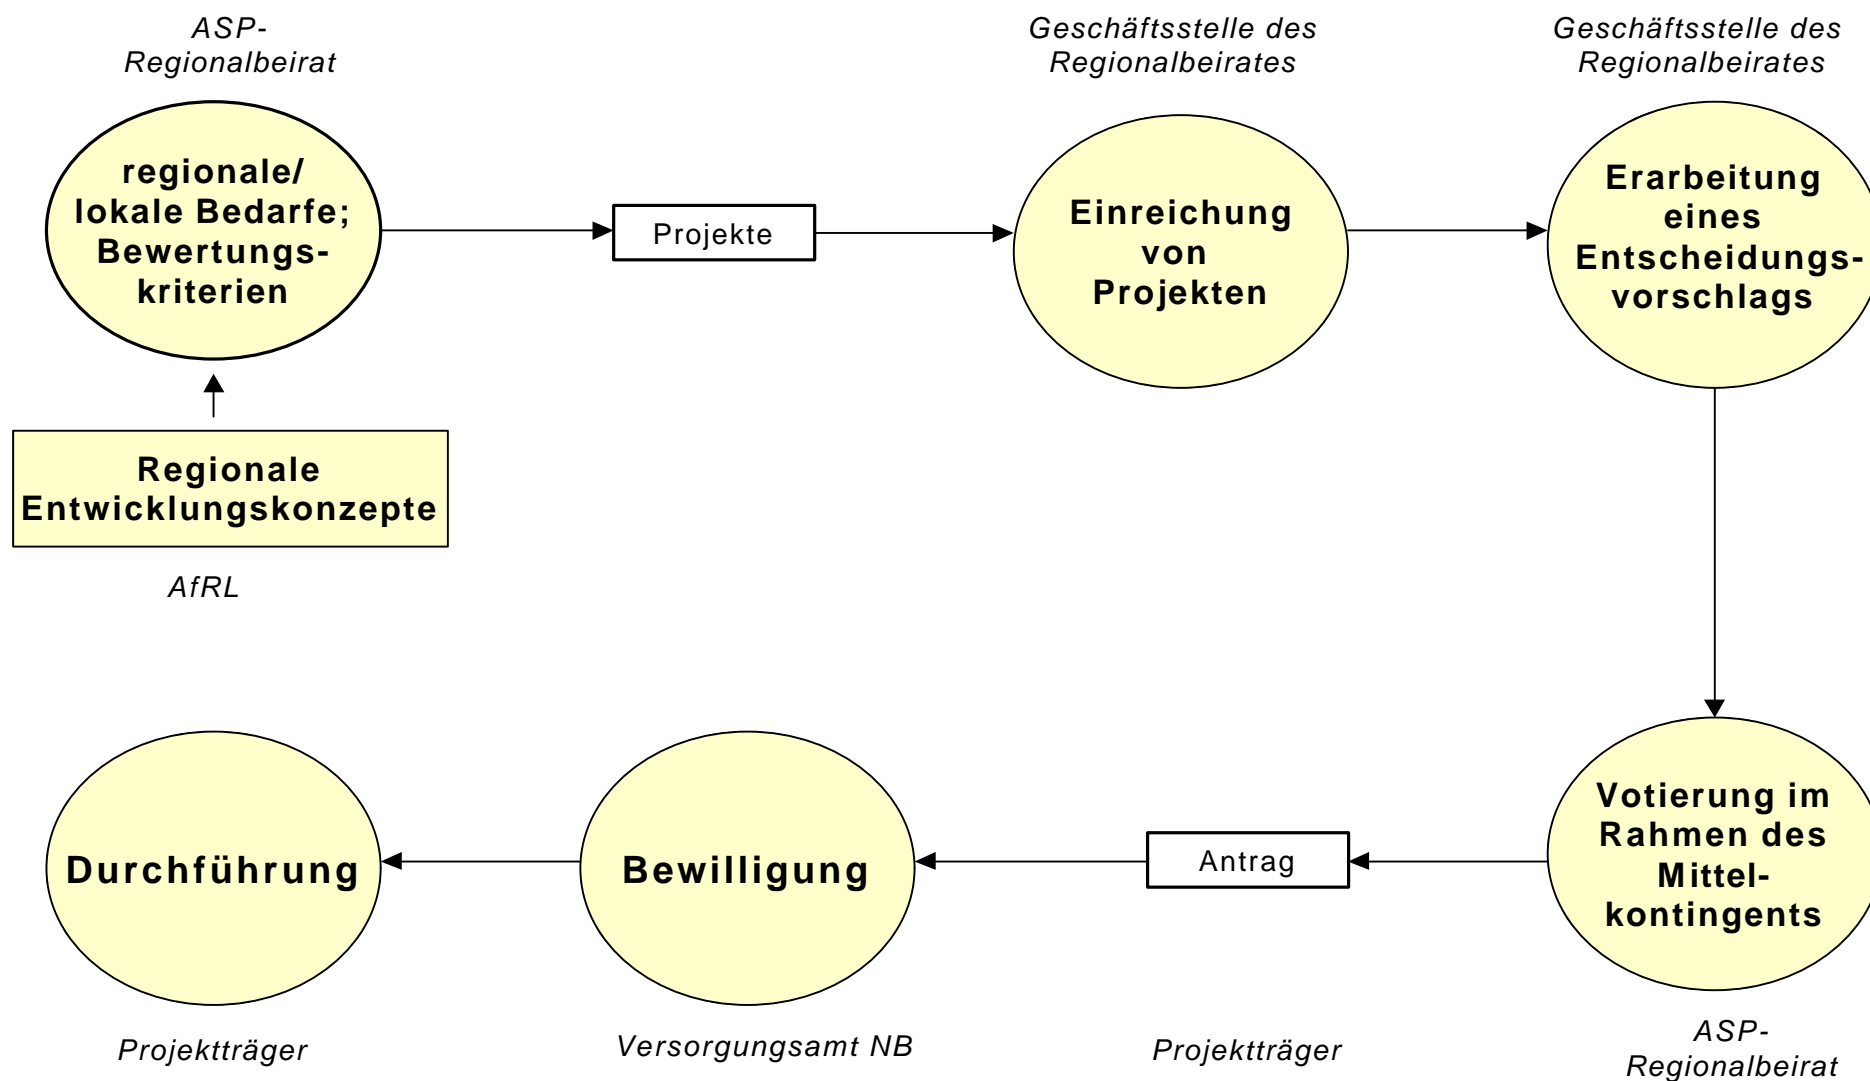 ASP-
Regionalbeirat
Geschäftsstelle des
Regionalbeirates
Geschäftsstelle des
Regionalbeirates
regionale/
lokale Bedarfe;
Bewertungs-
kriterien
Projekte
Einreichung
von
Projekten
Erarbeitung
eines
Entscheidungs-
vorschlags
Regionale
Entwicklungskonzepte
AfRL
Durchführung
Bewilligung
Antrag
Votierung im
Rahmen des
Mittel-
kontingents
Projektträger
Versorgungsamt NB
Projektträger
ASP-
Regionalbeirat